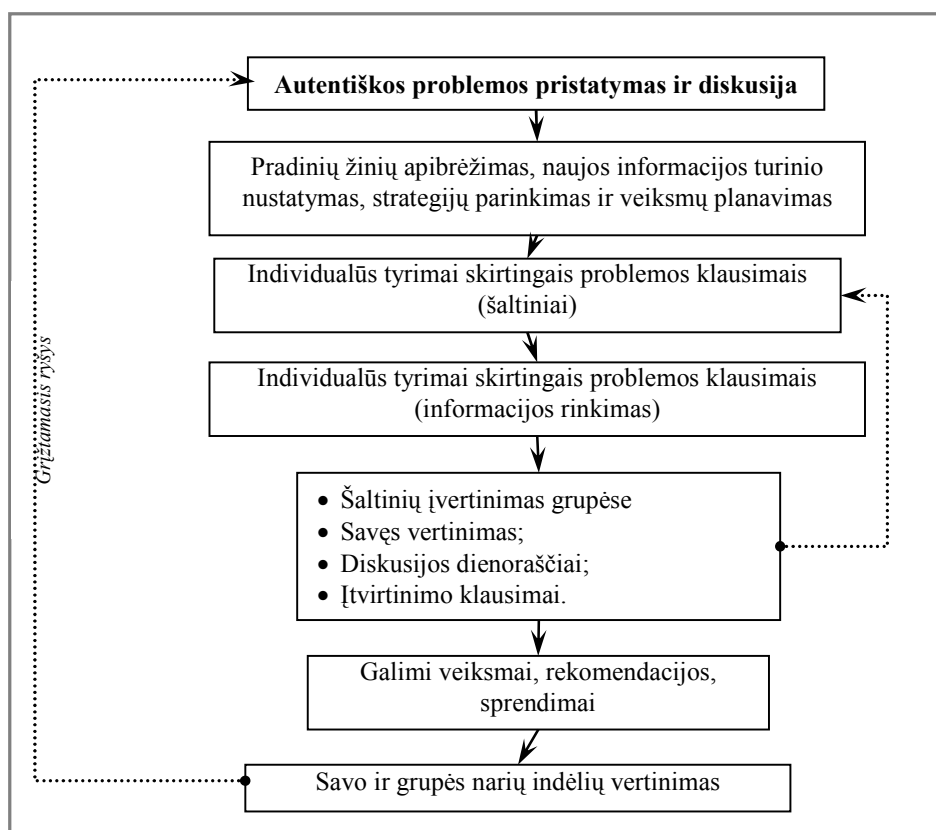 Autentiškos problemos pristatymas ir diskusija
Pradinių žinių apibrėžimas, naujos informacijos turinio
nustatymas, strategijų parinkimas ir veiksmų planavimas
Individualūs tyrimai skirtingais problemos klausimais
(šaltiniai)
Individualūs tyrimai skirtingais problemos klausimais
(informacijos rinkimas)
• Šaltinių įvertinimas grupėse
• Savęs vertinimas;
• Diskusijos dienoraščiai;
• Įtvirtinimo klausimai.
Galimi veiksmai, rekomendacijos,
sprendimai
Savo ir grupės narių indėlių vertinimas
Grįžtamasis ryšys